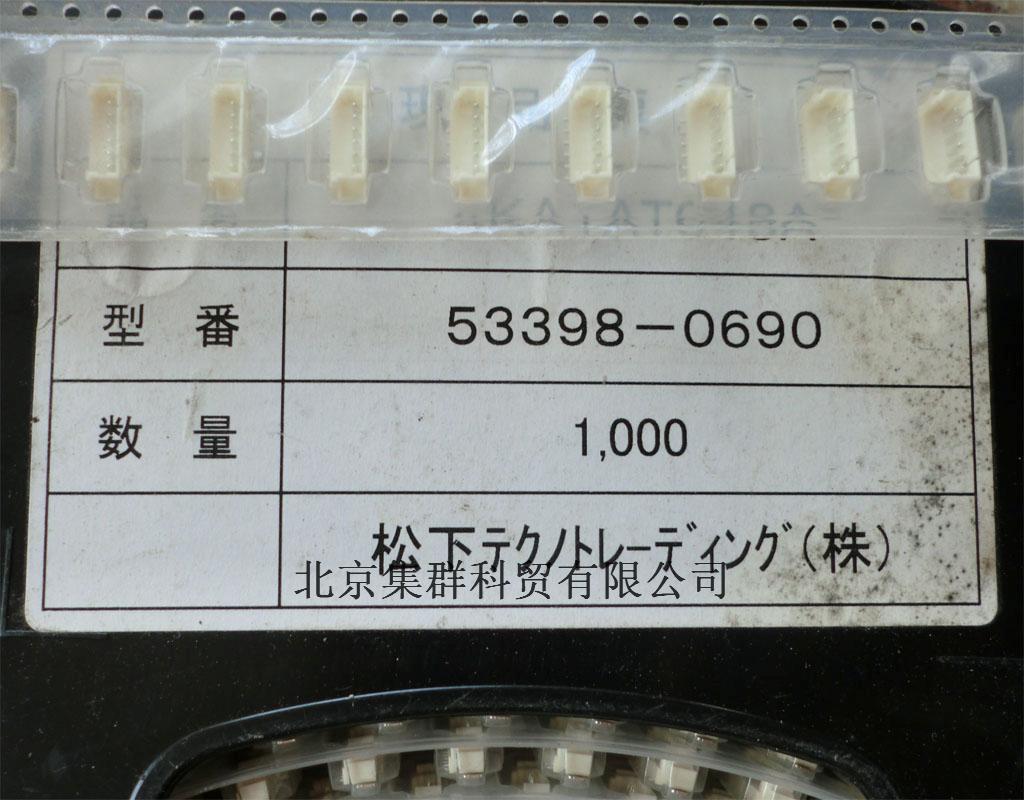 型番 53398-0690
数量 1,000
松下テクノトレーディング(株)
北京集群科贸有限公司